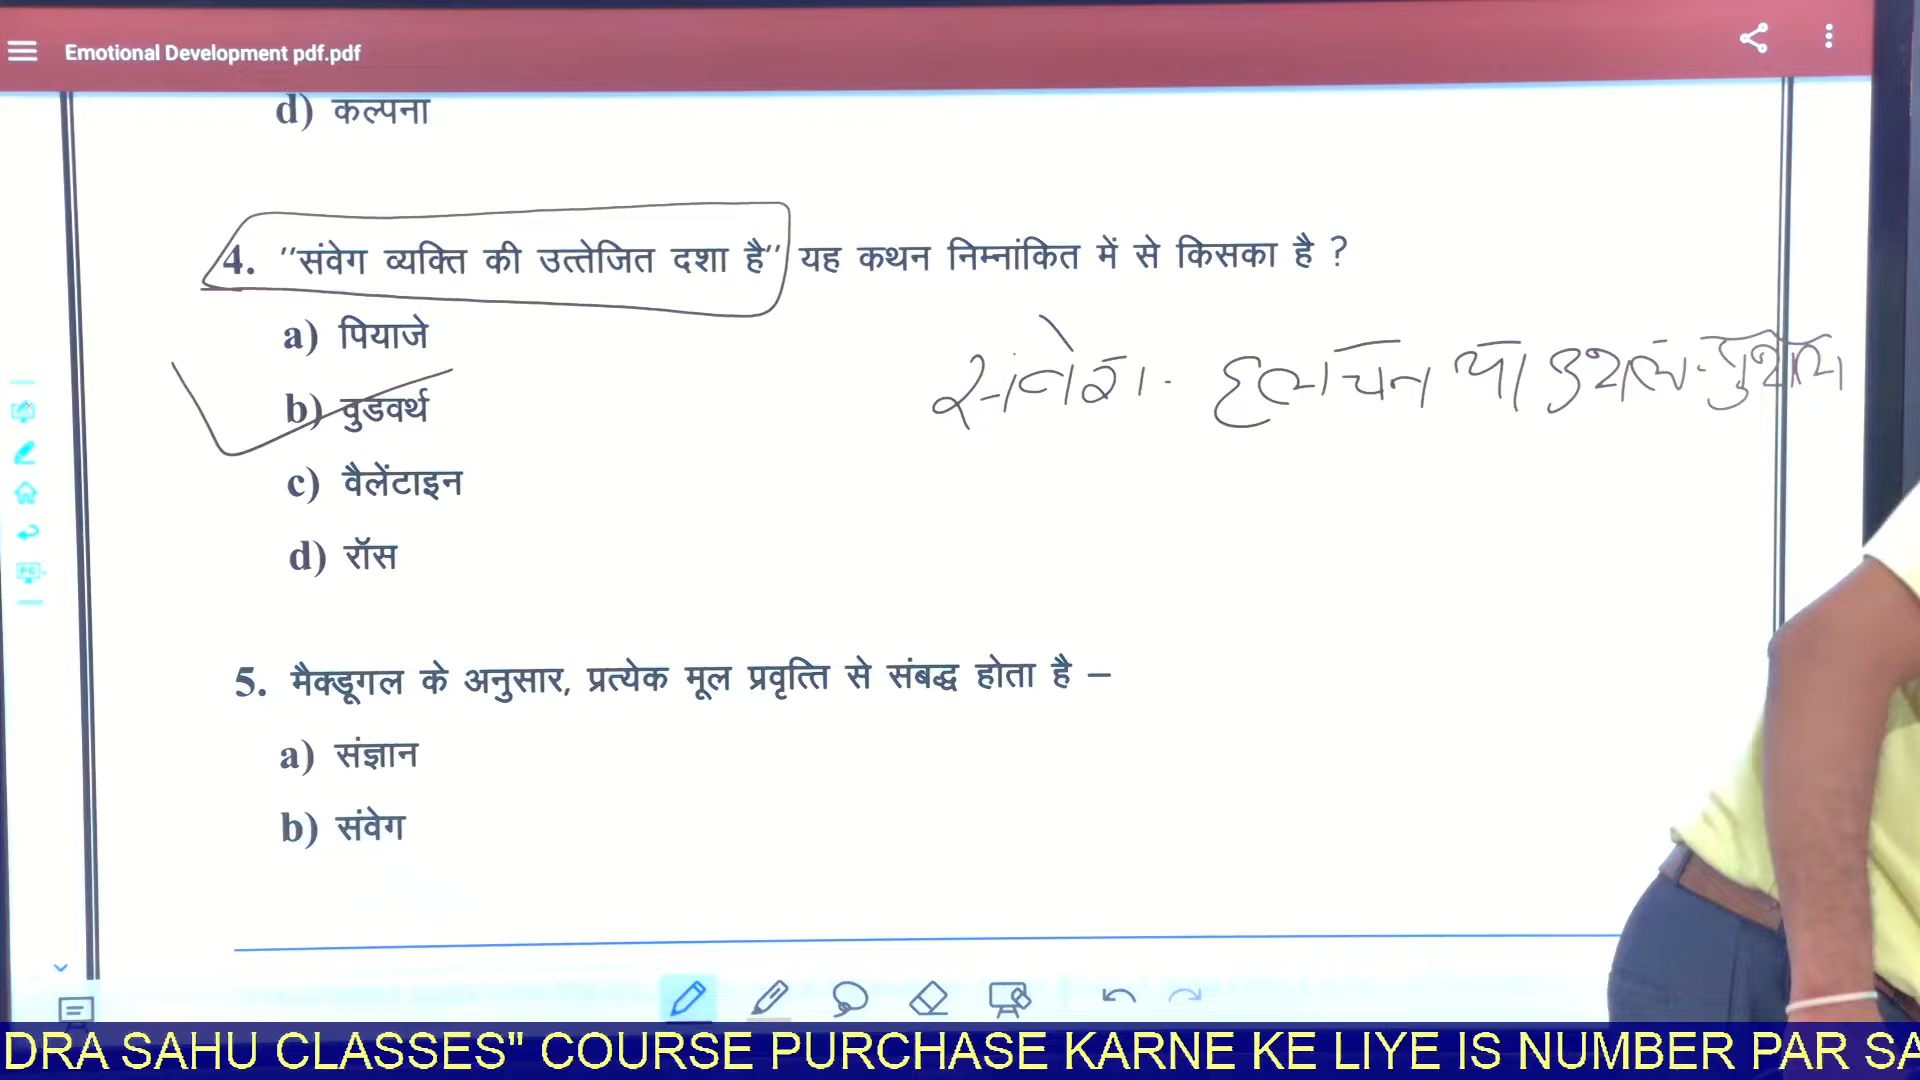 Emotional Development pdf.pdf
d) कल्पना
4. ''संवेग व्यक्ति की उत्तेजित दशा है'' यह कथन निम्नांकित में से किसका है ?
a) पियाजे
b) वुडवर्थ
c) वैलेंटाइन
d) रॉस
संवेग - हलचल या उथल-पुथल
5. मैक्डूगल के अनुसार, प्रत्येक मूल प्रवृत्ति से संबद्ध होता है –
a) संज्ञान
b) संवेग
DRA SAHU CLASSES" COURSE PURCHASE KARNE KE LIYE IS NUMBER PAR SA